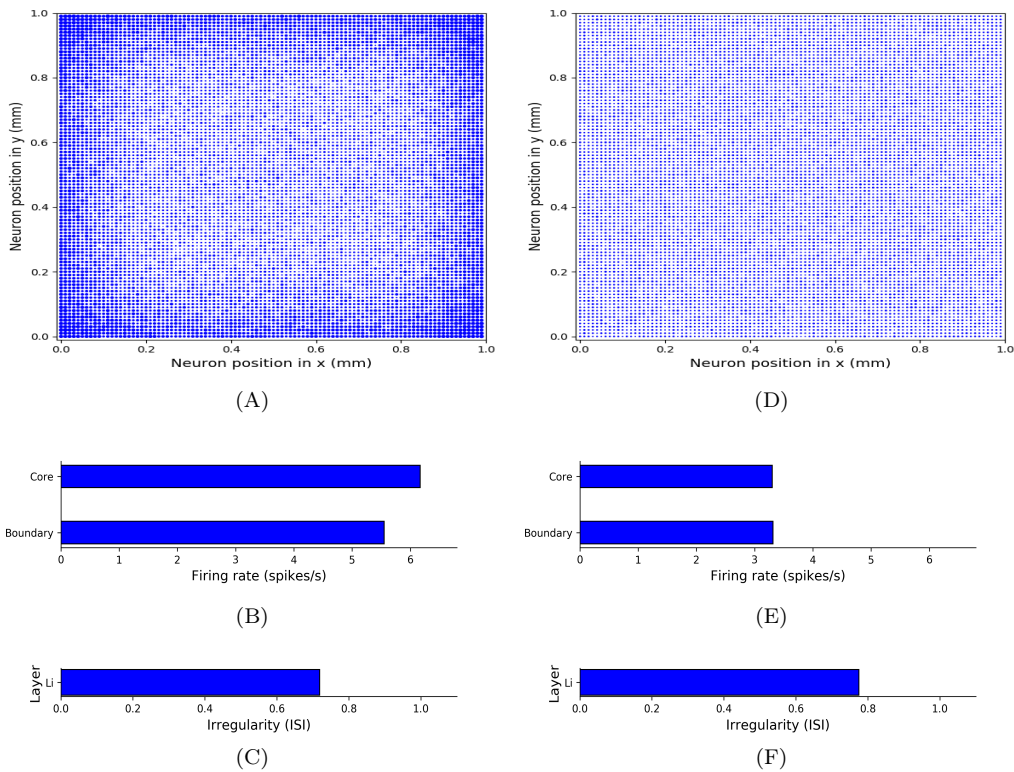 1.0
0.8
0.6
0.4
0.2
0.0
Neuron position in y (mm)
0.0 0.2 0.4 0.6 0.8 1.0
Neuron position in x (mm)
(A)
1.0
0.8
0.6
0.4
0.2
0.0
Neuron position in y (mm)
0.0 0.2 0.4 0.6 0.8 1.0
Neuron position in x (mm)
(D)
Core
Boundary
0 1 2 3 4 5 6
Firing rate (spikes/s)
(B)
Core
Boundary
0 1 2 3 4 5 6
Firing rate (spikes/s)
(E)
Layer
Li
0.0 0.2 0.4 0.6 0.8 1.0
Irregularity (ISI)
(C)
Layer
Li
0.0 0.2 0.4 0.6 0.8 1.0
Irregularity (ISI)
(F)